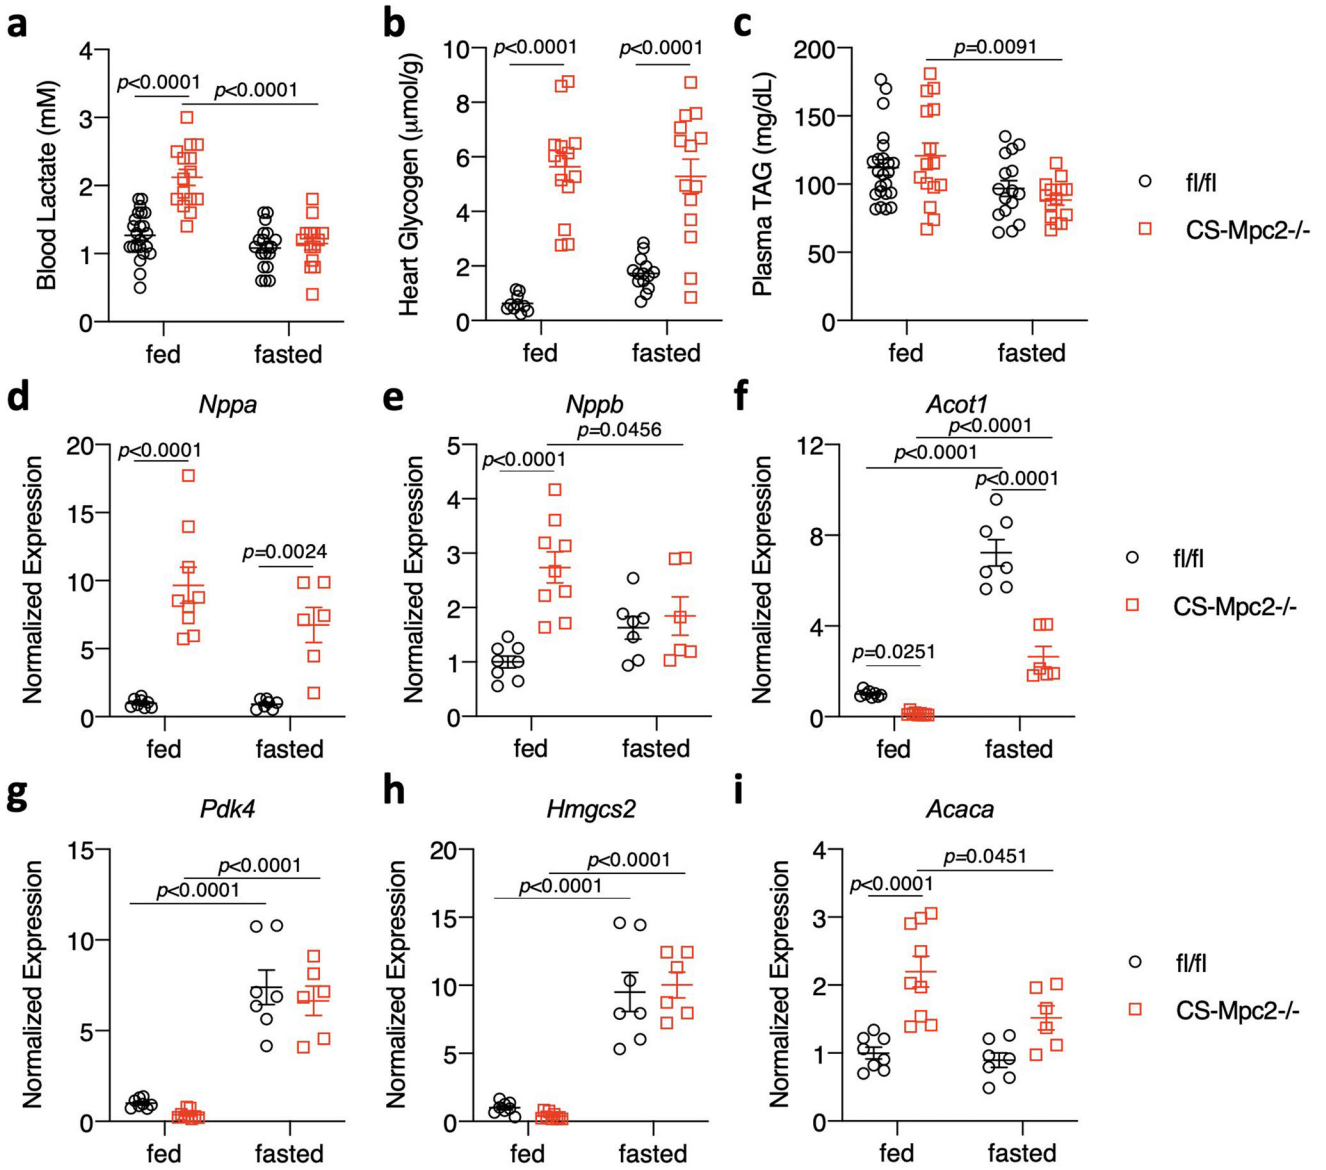 a
Blood Lactate (mM)
4
3
2
1
0
p<0.0001
p<0.0001
fed
fasted
b
Heart Glycogen (μmol/g)
10
8
6
4
2
0
p<0.0001
p<0.0001
fed
fasted
c
Plasma TAG (mg/dL)
200
150
100
50
0
p=0.0091
fed
fasted
fl/fl
CS-Mpc2-/-
d
Nppa
Normalized Expression
20
15
10
5
0
p<0.0001
p=0.0024
fed
fasted
e
Nppb
Normalized Expression
5
4
3
2
1
0
p=0.0456
p<0.0001
fed
fasted
f
Acot1
Normalized Expression
12
8
4
0
p<0.0001
p<0.0001
p<0.0001
p=0.0251
fed
fasted
fl/fl
CS-Mpc2-/-
g
Pdk4
Normalized Expression
15
10
5
0
p<0.0001
p<0.0001
fed
fasted
h
Hmgcs2
Normalized Expression
20
15
10
5
0
p<0.0001
p<0.0001
fed
fasted
i
Acaca
Normalized Expression
4
3
2
1
0
p=0.0451
p<0.0001
fed
fasted
fl/fl
CS-Mpc2-/-